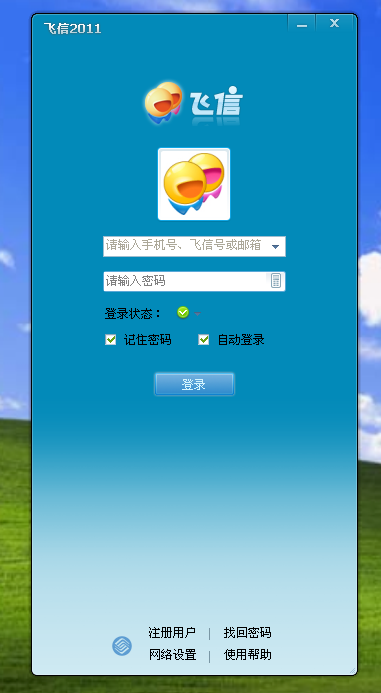 飞信2011
飞信
请输入手机号、飞信号或邮箱
请输入密码
登录状态：
记住密码 自动登录
登录
注册用户 | 找回密码
网络设置 | 使用帮助